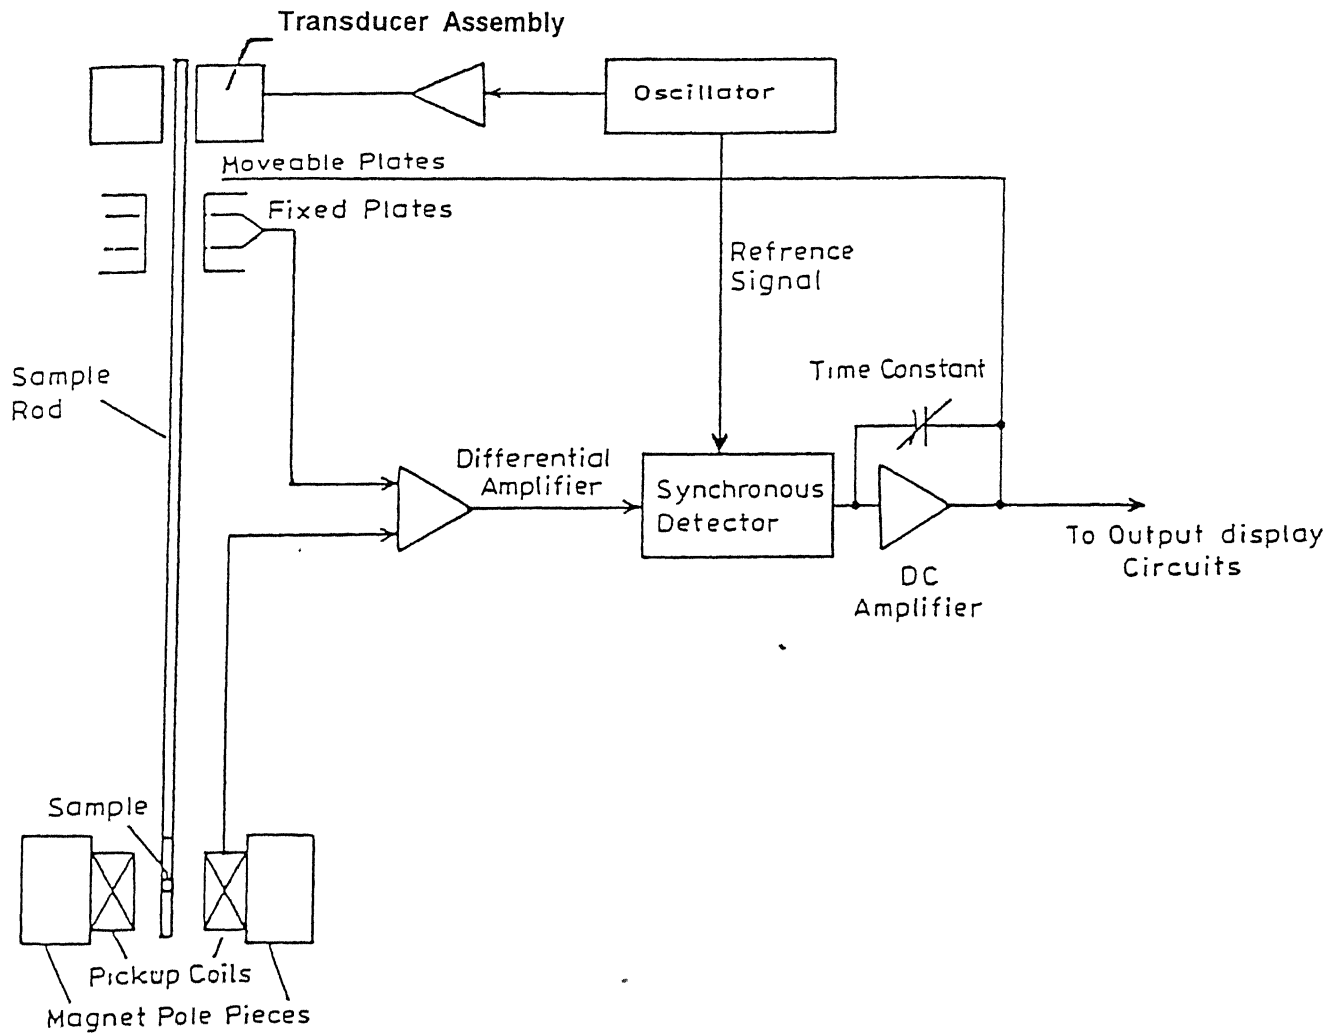 Transducer Assembly
Oscillator
Moveable Plates
Fixed Plates
Refrence
Signal
Time Constant
Sample
Rod
Differential
Amplifier
Synchronous
Detector
To Output display
Circuits
DC
Amplifier
Sample
Pickup Coils
Magnet Pole Pieces